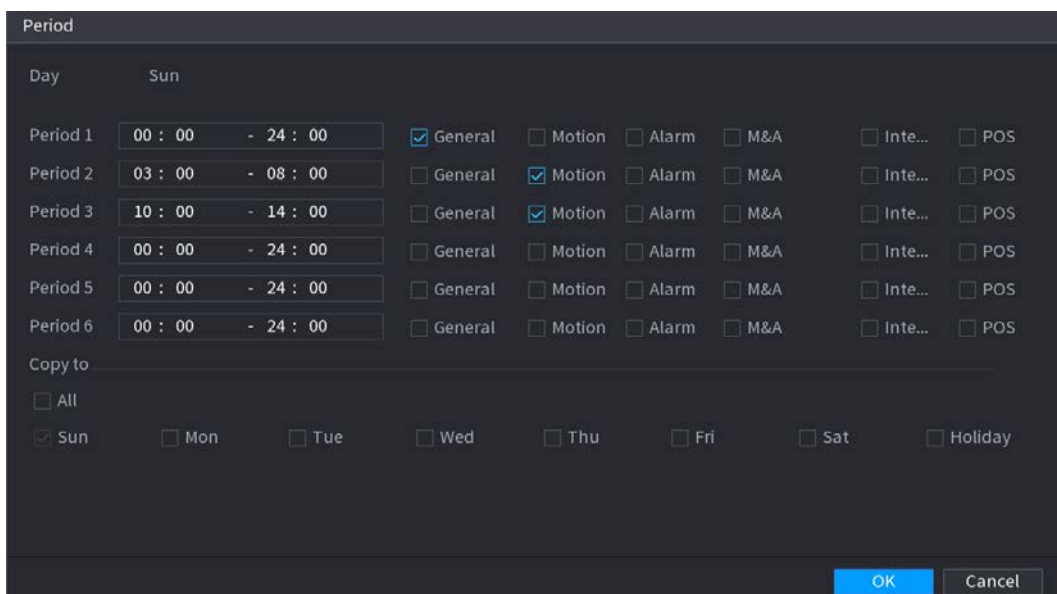 Period
Day Sun
Period 1 00 : 00 - 24 : 00 General Motion Alarm M&A Inte... POS
Period 2 03 : 00 - 08 : 00 General Motion Alarm M&A Inte... POS
Period 3 10 : 00 - 14 : 00 General Motion Alarm M&A Inte... POS
Period 4 00 : 00 - 24 : 00 General Motion Alarm M&A Inte... POS
Period 5 00 : 00 - 24 : 00 General Motion Alarm M&A Inte... POS
Period 6 00 : 00 - 24 : 00 General Motion Alarm M&A Inte... POS
Copy to
All
Sun Mon Tue Wed Thu Fri Sat Holiday
OK Cancel